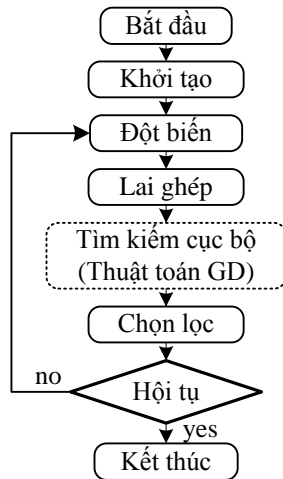 Bắt đầu
Khởi tạo
Đột biến
Lai ghép
Tìm kiếm cục bộ
(Thuật toán GD)
Chọn lọc
no
Hội tụ
yes
Kết thúc